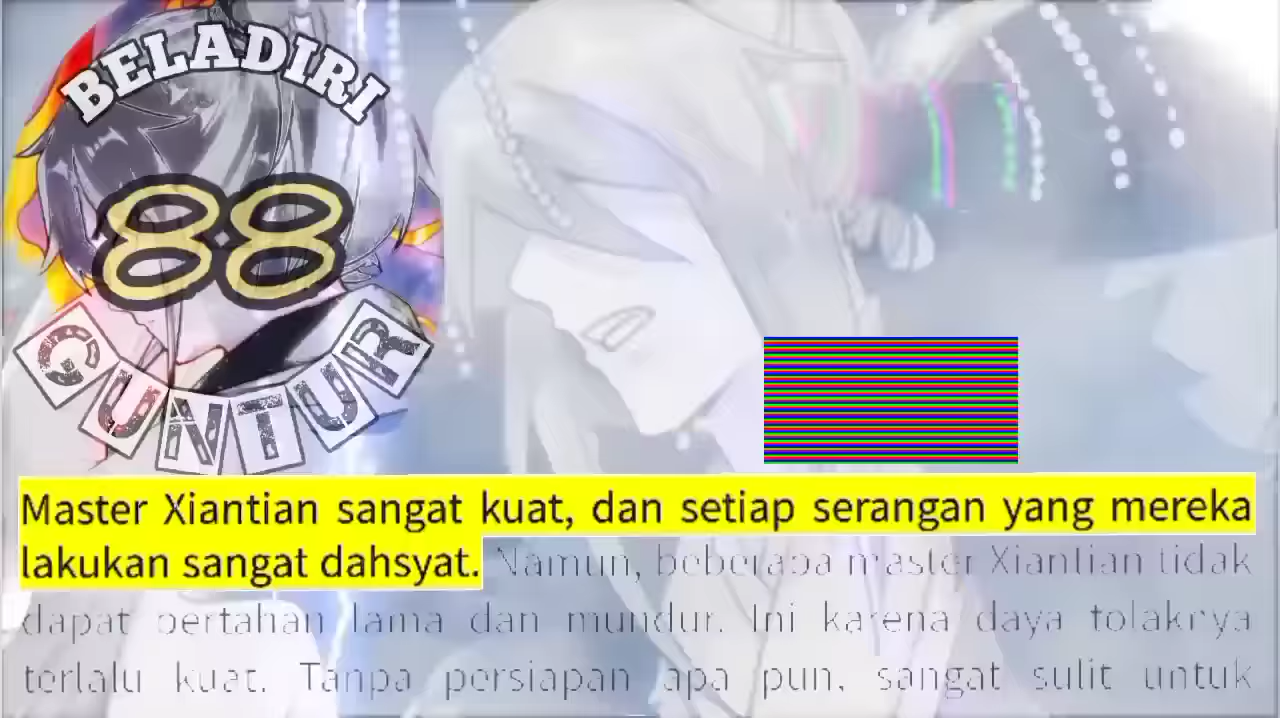 BELADIRI
88
GUNTUR
Master Xiantian sangat kuat, dan setiap serangan yang mereka
lakukan sangat dahsyat. Namun, beberapa master Xiantian tidak
dapat bertahan lama dan mundur. Ini karena daya tolaknya
terlalu kuat. Tanpa persiapan apa pun, sangat sulit untuk